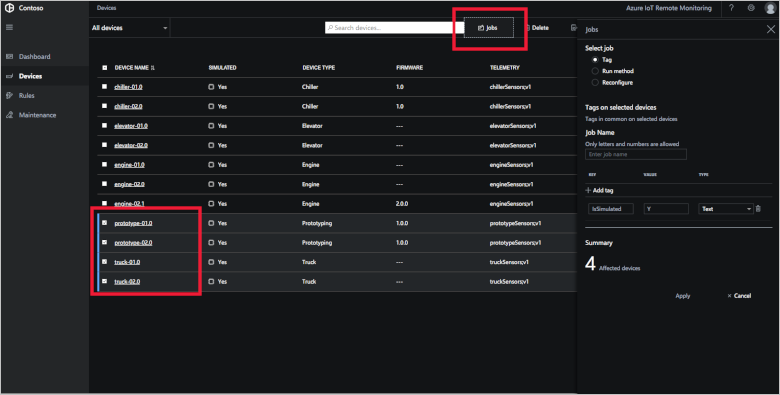 Contoso
Devices
Azure IoT Remote Monitoring
?
All devices
Search devices...
Jobs
Delete
Dashboard
Devices
Rules
Maintenance
DEVICE NAME SIMULATED DEVICE TYPE FIRMWARE TELEMETRY
chiller-01.0 Yes Chiller 1.0 chillerSensors;v1
chiller-02.0 Yes Chiller 1.0 chillerSensors;v1
elevator-01.0 Yes Elevator --- elevatorSensors;v1
elevator-02.0 Yes Elevator --- elevatorSensors;v1
engine-01.0 Yes Engine --- engineSensors;v1
engine-02.0 Yes Engine --- engineSensors;v1
engine-02.1 Yes Engine 2.0.0 engineSensors;v1
prototype-01.0 Yes Prototyping 1.0.0 prototypeSensors;v1
prototype-02.0 Yes Prototyping 1.0.0 prototypeSensors;v1
truck-01.0 Yes Truck --- truckSensors;v1
truck-02.0 Yes Truck --- truckSensors;v1
Jobs
Select job
Tag
Run method
Reconfigure
Tags on selected devices
Tags in common on selected devices
Job Name
Only letters and numbers are allowed
Enter job name
KEY VALUE TYPE
+ Add tag
IsSimulated Y Text
Summary
4 Affected devices
Apply × Cancel